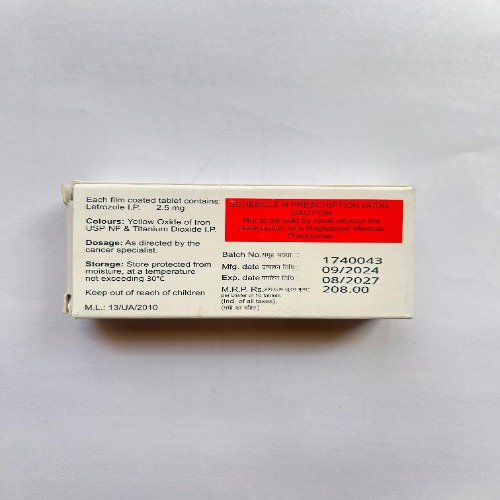 Each film coated tablet contains:
Letrozole I.P. 2.5 mg
Colours: Yellow Oxide of Iron
USP-NF & Titanium Dioxide I.P.
Dosage: As directed by the
cancer specialist.
Storage: Store protected from
moisture, at a temperature
not exceeding 30°C
Keep out of reach of children
M.L.: 13/UA/2010
SCHEDULE H PRESCRIPTION DRUG -
CAUTION
Not to be sold by retail without the
prescription of a Registered Medical
Practitioner.
Batch No. : 1740043
Mfg. date : 09/2024
Exp. date : 08/2027
M.R.P. Rs. 208.00
per blister of 10 tablets
(Incl. of all taxes).